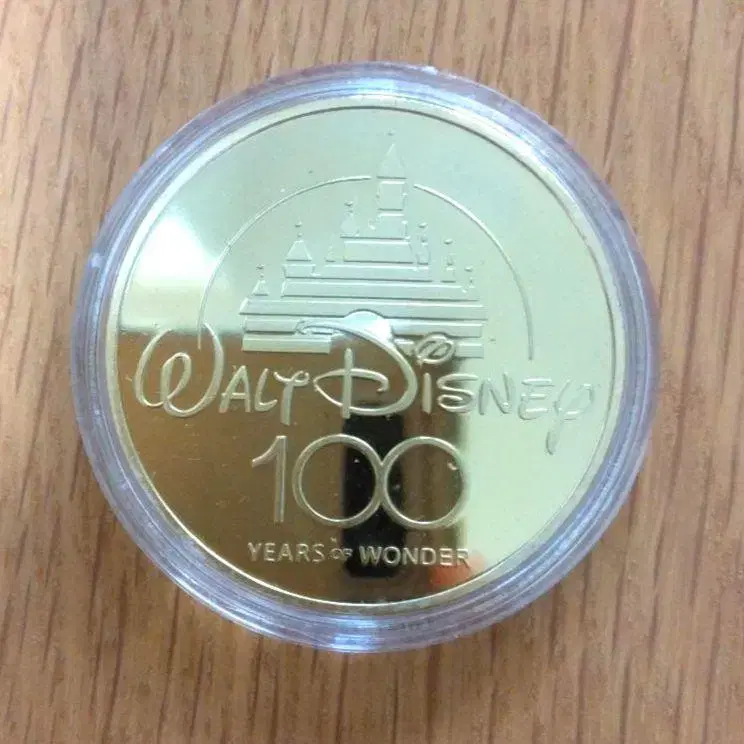 WALT DISNEY
100
YEARS OF WONDER